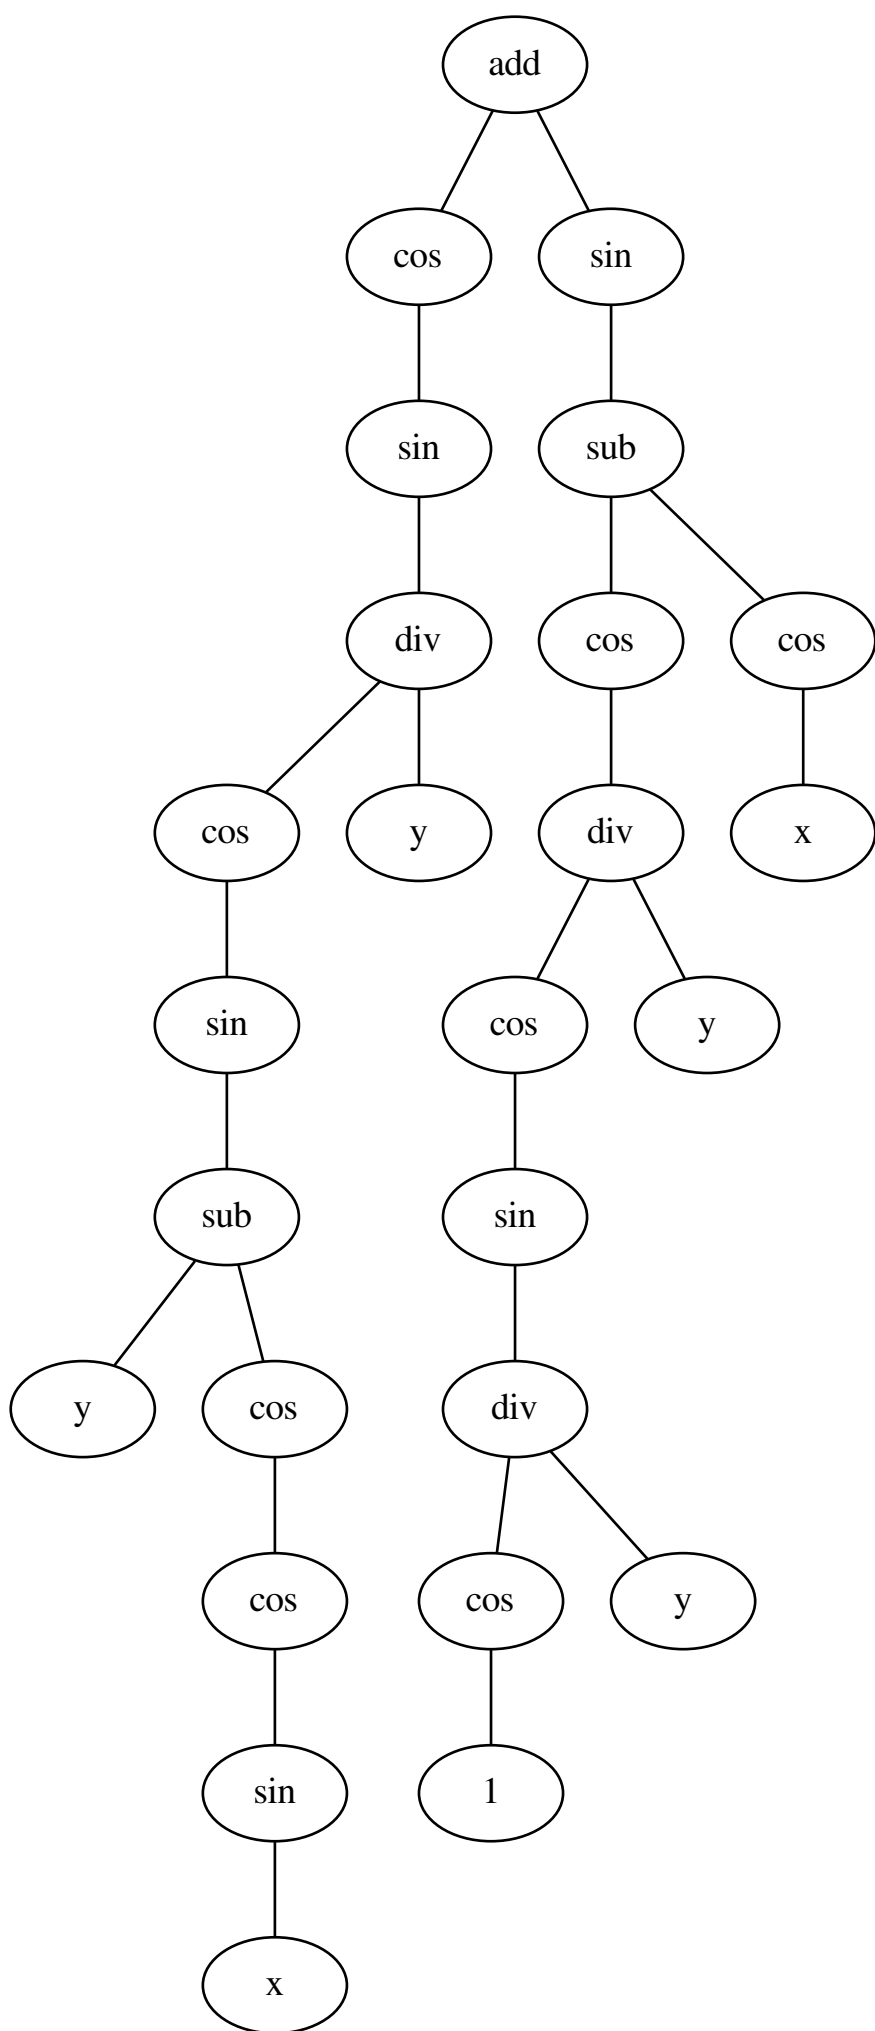 add
cos sin
sin sub
div cos cos
cos y div x
sin cos y
sub sin
y cos div
cos cos y
sin 1
x